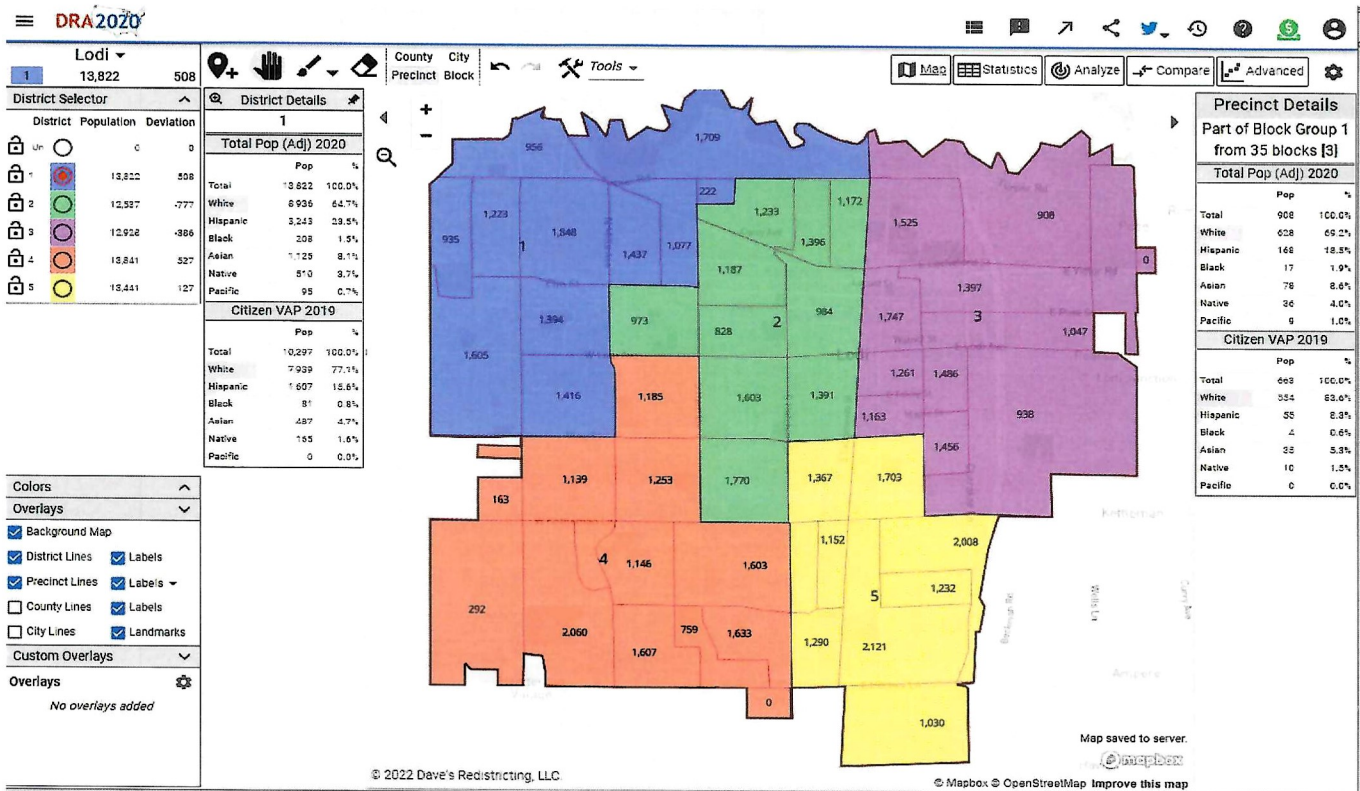 DRA2020
Lodi
1 13,822 508
County City
Precinct Block
Tools
Map Statistics Analyze Compare Advanced
District Selector
District Population Deviation
Un 0 0
1 13,822 508
2 12,537 -777
3 12,928 -386
4 13,841 527
5 13,441 127
District Details
1
Total Pop (Adj) 2020
Pop %
Total 13,822 100.0%
White 8,936 64.7%
Hispanic 3,243 23.5%
Black 208 1.5%
Asian 1,125 8.1%
Native 510 3.7%
Pacific 95 0.7%
Citizen VAP 2019
Pop %
Total 10,297 100.0%
White 7,939 77.1%
Hispanic 1,607 15.6%
Black 81 0.8%
Asian 487 4.7%
Native 165 1.6%
Pacific 0 0.0%
Colors
Overlays
Background Map
District Lines Labels
Precinct Lines Labels
County Lines Labels
City Lines Landmarks
Custom Overlays
Overlays
No overlays added
+
−
956
1,709
935
1,223
1,848
1
1,437
1,077
222
1,394
1,605
1,416
1,233
1,172
1,396
1,187
973
828
2
984
1,603
1,391
1,770
1,525
908
0
1,397
1,747
3
1,047
1,261
1,486
1,163
938
1,456
1,185
1,139
1,253
163
4
1,146
1,603
292
2,060
1,607
759
1,633
0
1,367
1,703
1,152
2,008
5
1,232
1,290
2,121
1,030
Kettleman
Wells Ln
Ampere
Precinct Details
Part of Block Group 1
from 35 blocks [3]
Total Pop (Adj) 2020
Pop %
Total 908 100.0%
White 628 69.2%
Hispanic 168 18.5%
Black 17 1.9%
Asian 78 8.6%
Native 36 4.0%
Pacific 9 1.0%
Citizen VAP 2019
Pop %
Total 663 100.0%
White 554 83.6%
Hispanic 55 8.3%
Black 4 0.6%
Asian 35 5.3%
Native 10 1.5%
Pacific 0 0.0%
Map saved to server.
mapbox
© 2022 Dave's Redistricting, LLC.
© Mapbox © OpenStreetMap Improve this map